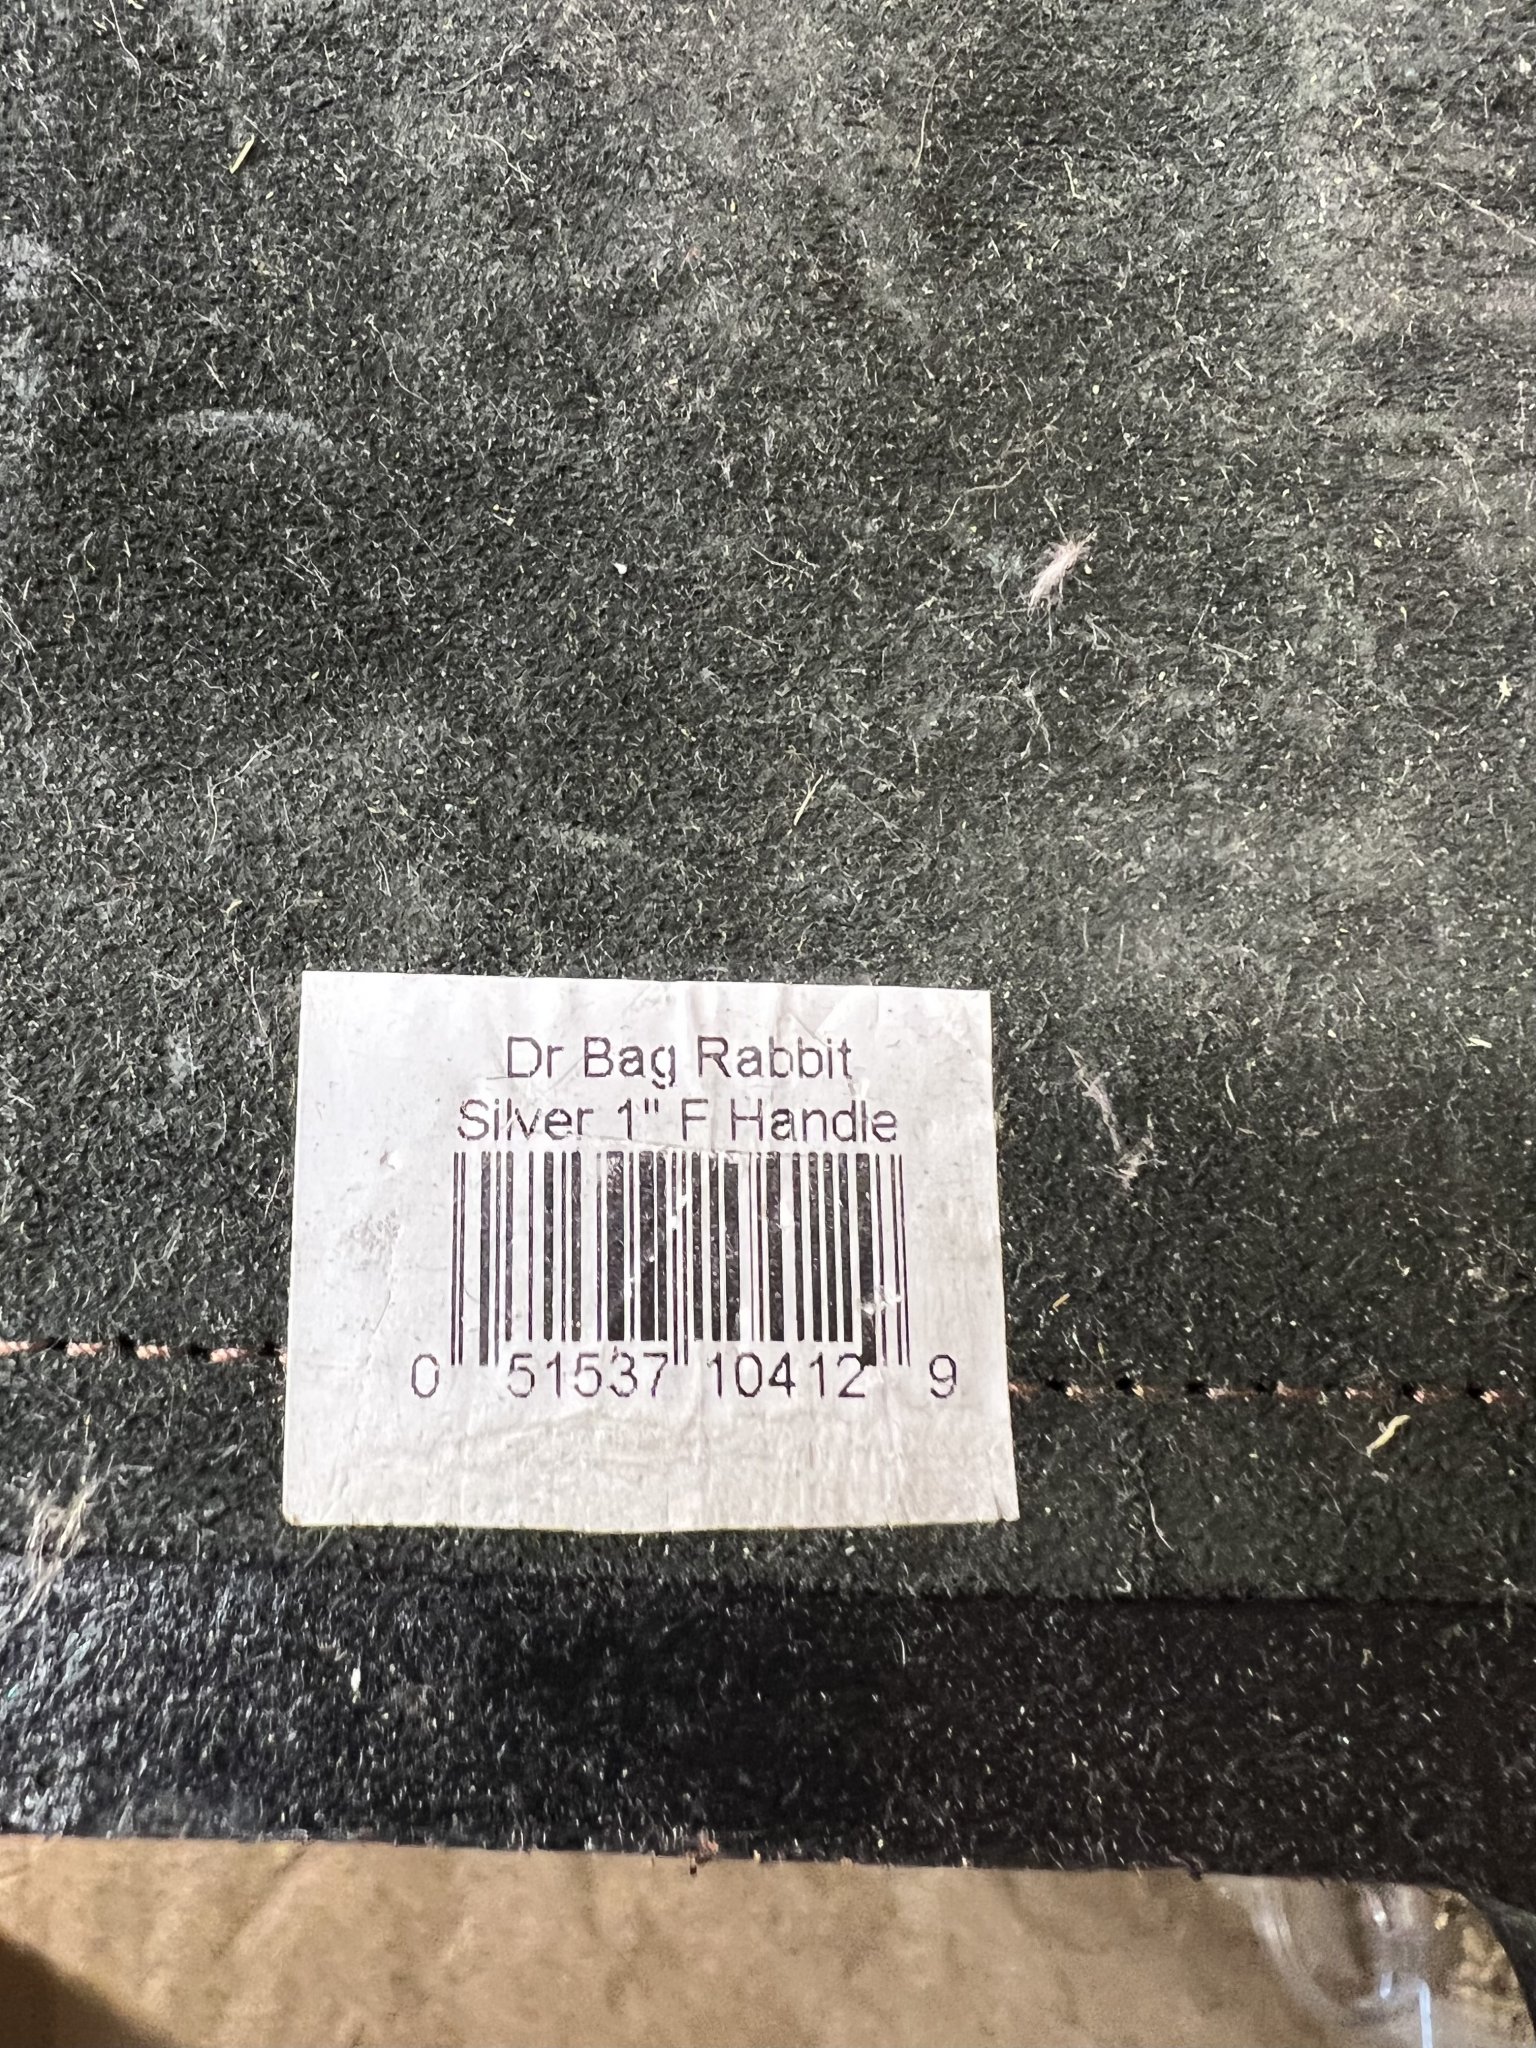 Dr Bag Rabbit
Silver 1" F Handle
0 51537 10412 9